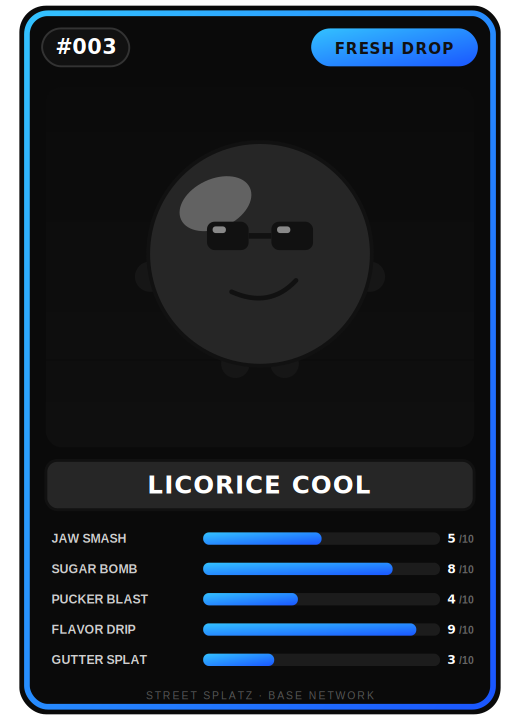 #003 FRESH DROP
LICORICE COOL
JAW SMASH 5 /10
SUGAR BOMB 8 /10
PUCKER BLAST 4 /10
FLAVOR DRIP 9 /10
GUTTER SPLAT 3 /10
STREET SPLATZ · BASE NETWORK